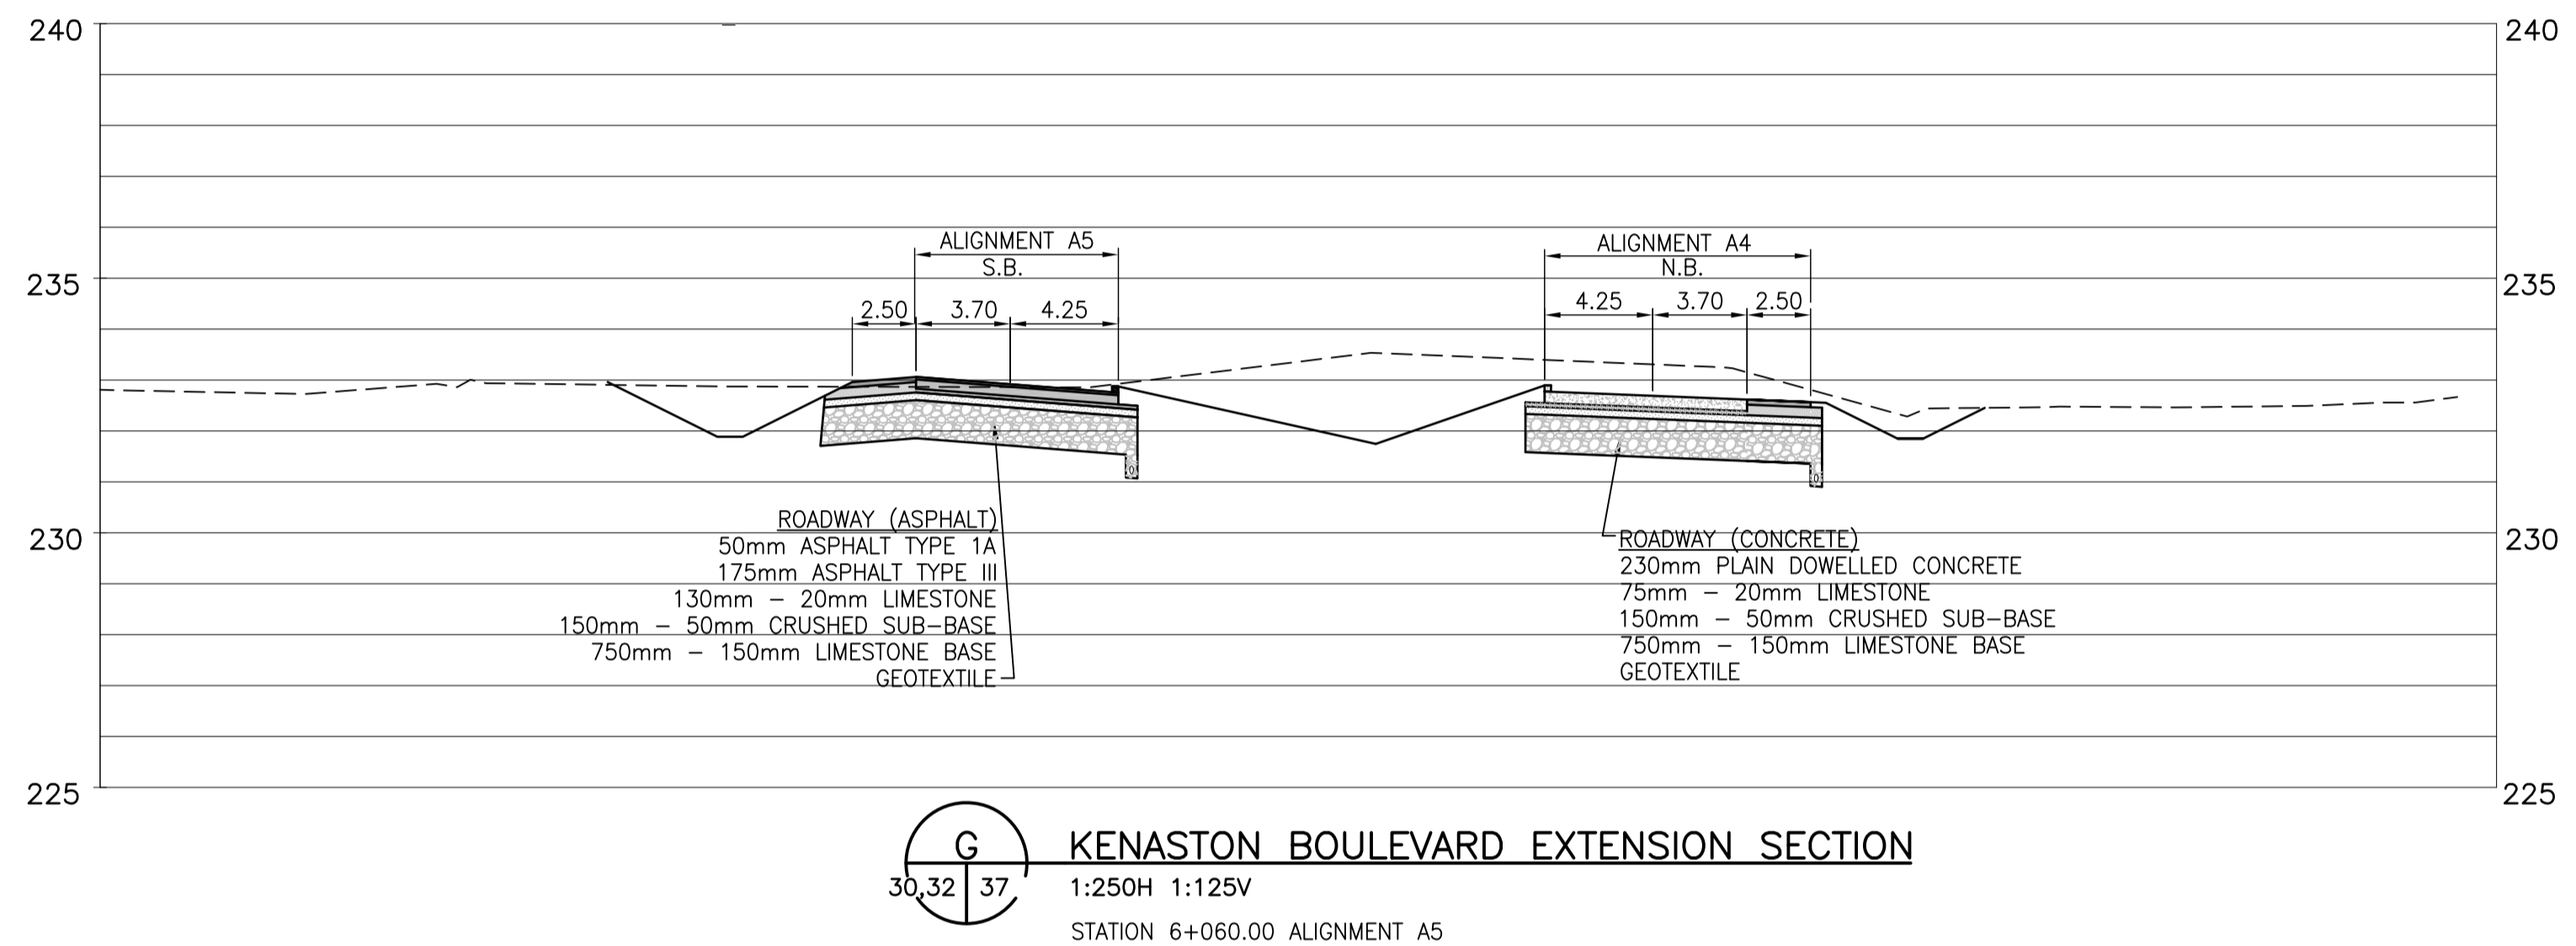 240
240
ALIGNMENT A5
S.B.
ALIGNMENT A4
N.B.
235
235
2.50 3.70 4.25
4.25 3.70 2.50
ROADWAY (ASPHALT)
50mm ASPHALT TYPE 1A
175mm ASPHALT TYPE III
130mm - 20mm LIMESTONE
150mm - 50mm CRUSHED SUB-BASE
750mm - 150mm LIMESTONE BASE
GEOTEXTILE
230
230
ROADWAY (CONCRETE)
230mm PLAIN DOWELLED CONCRETE
75mm - 20mm LIMESTONE
150mm - 50mm CRUSHED SUB-BASE
750mm - 150mm LIMESTONE BASE
GEOTEXTILE
225
225
G
30,32 37
KENASTON BOULEVARD EXTENSION SECTION
1:250H 1:125V
STATION 6+060.00 ALIGNMENT A5